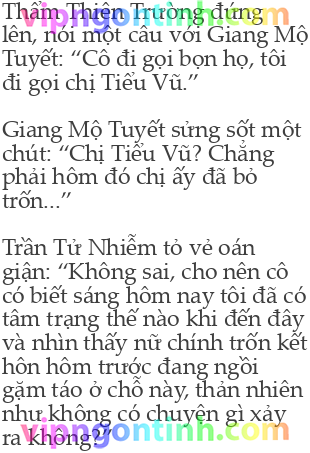 Thẩm Thiên Trường đứng
lên, nói một câu với Giang Mộ
Tuyết: “Cô đi gọi bọn họ, tôi
đi gọi chị Tiểu Vũ.”
Giang Mộ Tuyết sửng sốt một
chút: “Chị Tiểu Vũ? Chẳng
phải hôm đó chị ấy đã bỏ
trốn...”
Trần Tử Nhiễm tỏ vẻ oán
giận: “Không sai, cho nên cô
có biết sáng hôm nay tôi đã có
tâm trạng thế nào khi đến đây
và nhìn thấy nữ chính trốn kết
hôn hôm trước đang ngồi
gặm táo ở chỗ này, thản nhiên
như không có chuyện gì xảy
ra không?”
vipngontinh.com
vipngontinh.com